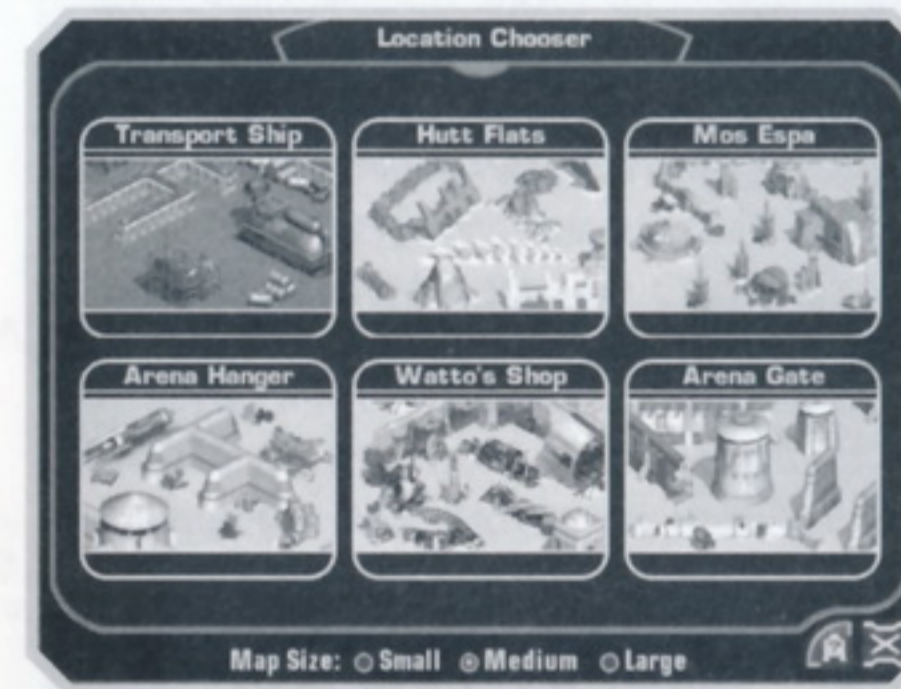 Location Chooser
Transport Ship
Hutt Flats
Mos Espa
Arena Hanger
Watto's Shop
Arena Gate
Map Size: Small Medium Large